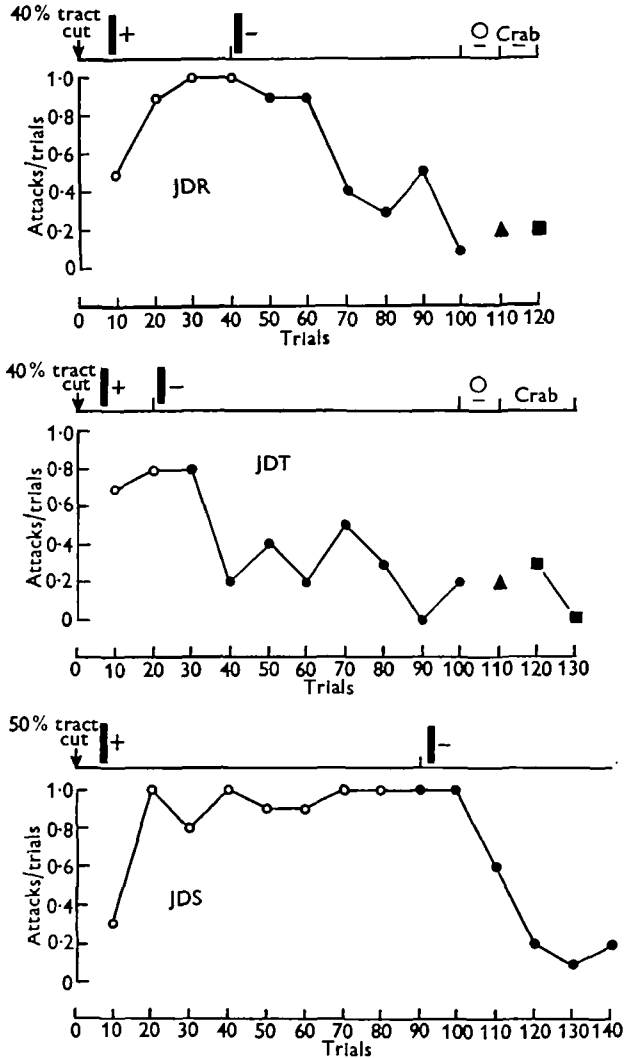 40% tract
cut
+
−
Crab
−
−
Attacks/trials
1·0
0·8
0·6
0·4
0·2
0
JDR
10 20 30 40 50 60 70 80 90 100 110 120
Trials
40% tract
cut
+
−
Crab
−
Attacks/trials
1·0
0·8
0·6
0·4
0·2
0
JDT
0 10 20 30 40 50 60 70 80 90 100 110 120 130
Trials
50% tract
cut
+
−
Attacks/trials
1·0
0·8
0·6
0·4
0·2
0
JDS
0 10 20 30 40 50 60 70 80 90 100 110 120 130 140
Trials